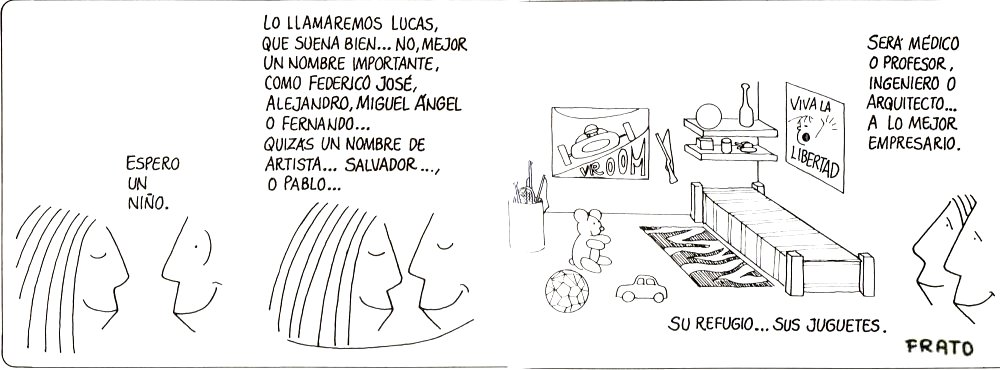 ESPERO
UN
NIÑO.
LO LLAMAREMOS LUCAS,
QUE SUENA BIEN... NO, MEJOR
UN NOMBRE IMPORTANTE,
COMO FEDERICO JOSÉ,
ALEJANDRO, MIGUEL ÁNGEL
O FERNANDO...
QUIZÁS UN NOMBRE DE
ARTISTA... SALVADOR...,
O PABLO...
VROOM
VIVA LA
LIBERTAD
SERÁ MÉDICO
O PROFESOR,
INGENIERO O
ARQUITECTO...
A LO MEJOR
EMPRESARIO.
SU REFUGIO... SUS JUGUETES.
FRATO